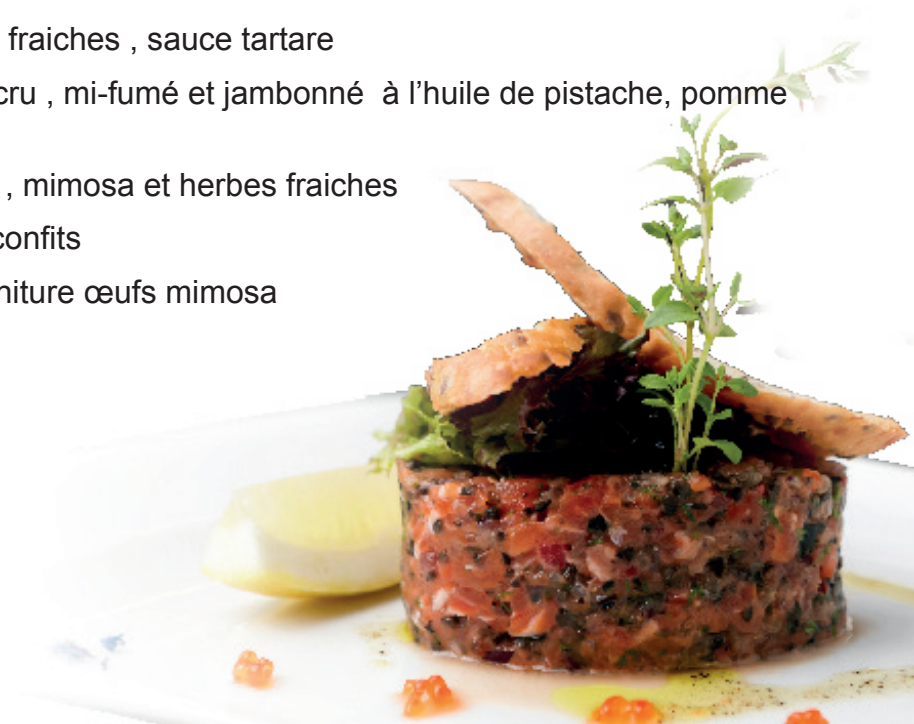 fraiches , sauce tartare
cru , mi-fumé et jambonné à l’huile de pistache, pomme
, mimosa et herbes fraiches
confits
niture œufs mimosa